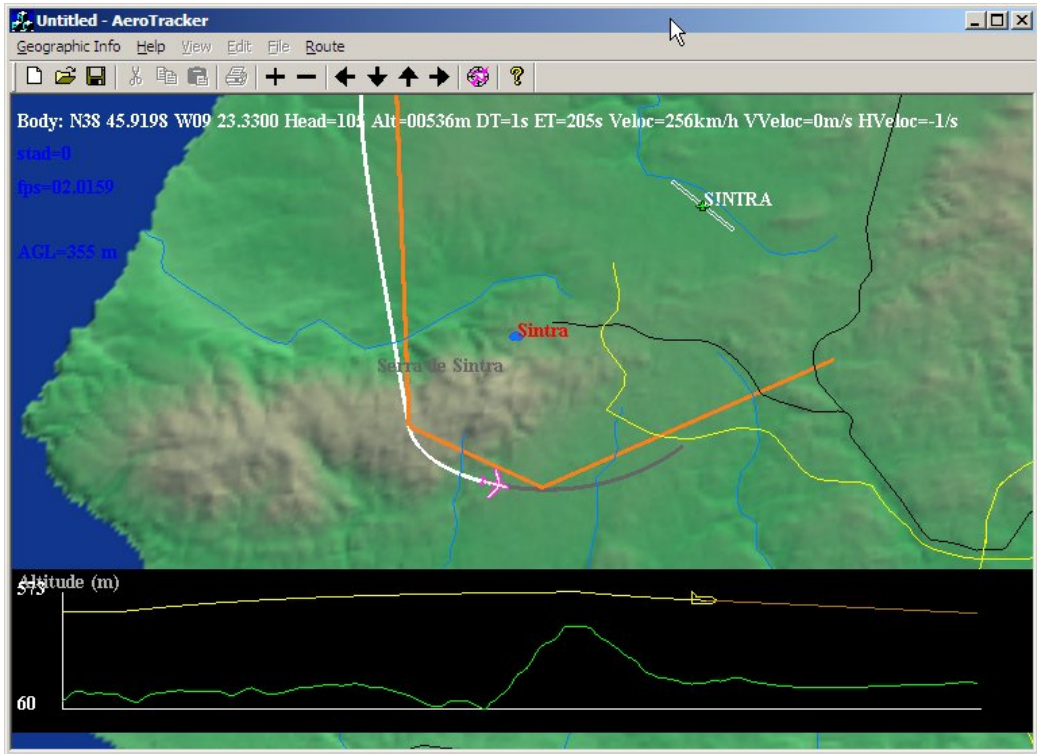 Untitled - AeroTracker
Geographic Info Help View Edit File Route
Body: N38 45.9198 W09 23.3300 Head=105 Alt=00536m DT=1s ET=205s Veloc=256km/h VVeloc=0m/s HVeloc=-1/s
stad=0
fps=02.0159
SINTRA
AGL=355 m
Sintra
Serra de Sintra
Altitude (m)
573
60